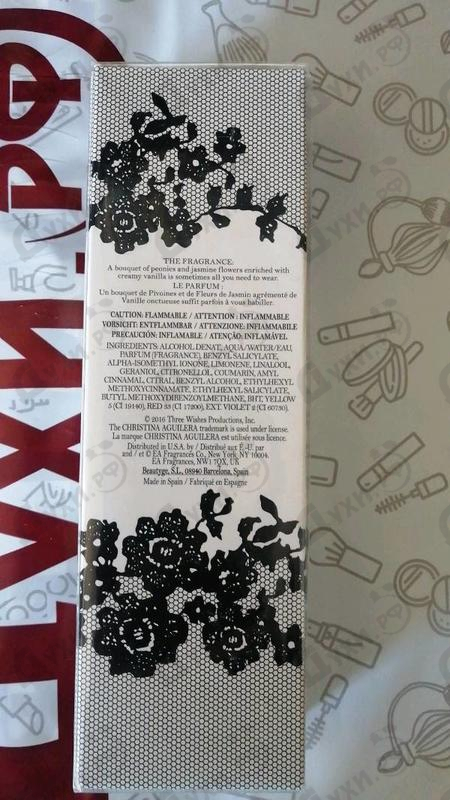 ДУХИ.РФ
THE FRAGRANCE:
A bouquet of peonies and jasmine flowers enriched with
creamy vanilla is sometimes all you need to wear.
LE PARFUM :
Un bouquet de Pivoines et de Fleurs de Jasmin agrémenté de
Vanille onctueuse suffit parfois à vous habiller.
CAUTION: FLAMMABLE / ATTENTION : INFLAMMABLE
VORSICHT: ENTFLAMMBAR / ATTENZIONE: INFIAMMABILE
PRECAUCIÓN: INFLAMABLE / ATENÇÃO: INFLAMÁVEL
INGREDIENTS: ALCOHOL DENAT, AQUA/WATER/EAU,
PARFUM (FRAGRANCE), BENZYL SALICYLATE,
ALPHA-ISOMETHYL IONONE, LIMONENE, LINALOOL,
GERANIOL, CITRONELLOL, COUMARIN, AMYL
CINNAMAL, CITRAL, BENZYL ALCOHOL, ETHYLHEXYL
METHOXYCINNAMATE, ETHYLHEXYL SALICYLATE,
BUTYL METHOXYDIBENZOYLMETHANE, BHT, YELLOW
5 (CI 19140), RED 33 (CI 17200), EXT. VIOLET 2 (CI 60730).
© 2016 Three Wishes Productions, Inc.
The CHRISTINA AGUILERA trademark is used under license.
La marque CHRISTINA AGUILERA est utilisée sous licence.
Distributed in U.S.A. by / Distribué aux É.-U. par
and / et © EA Fragrances Co., New York, NY 10004.
EA Fragrances, NW1 7QX, UK
Beautyge, S.L., 08940 Barcelona, Spain
Made in Spain / Fabriqué en Espagne